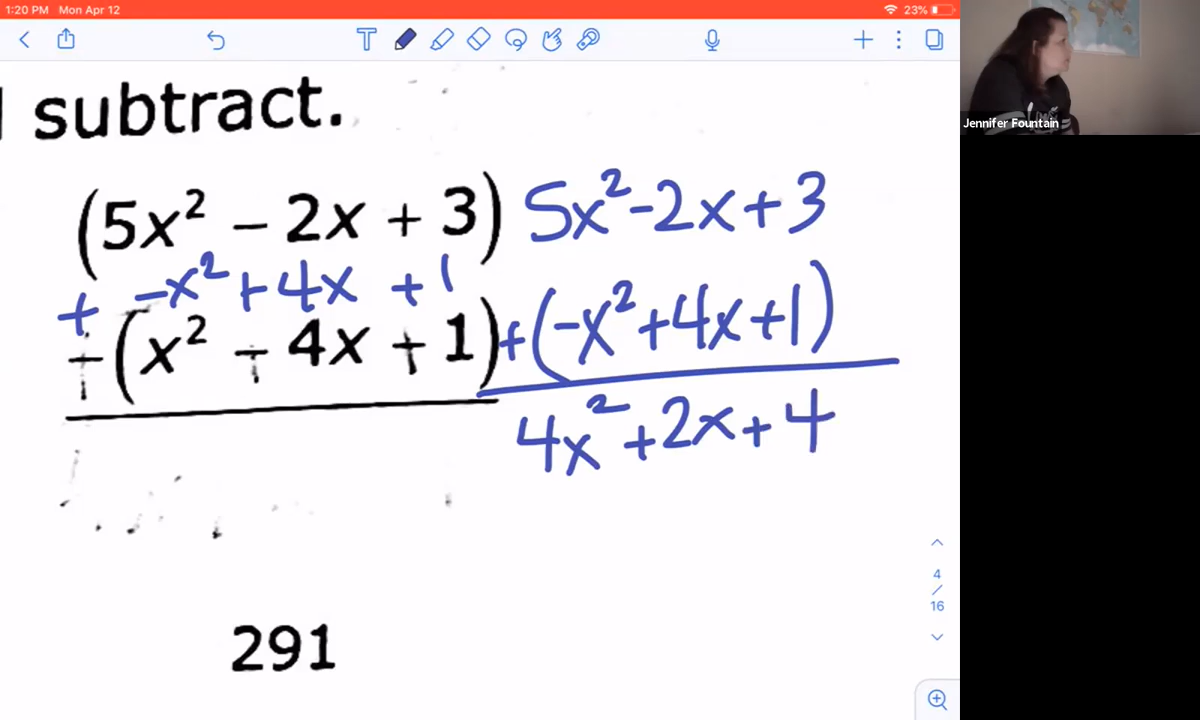 1:20 PM Mon Apr 12
23%
subtract.
Jennifer Fountain
(5x² − 2x + 3) 5x² - 2x + 3
+ -x² + 4x + 1
−(x² − 4x + 1) +(-x² + 4x + 1)
4x² + 2x + 4
4
/
16
291